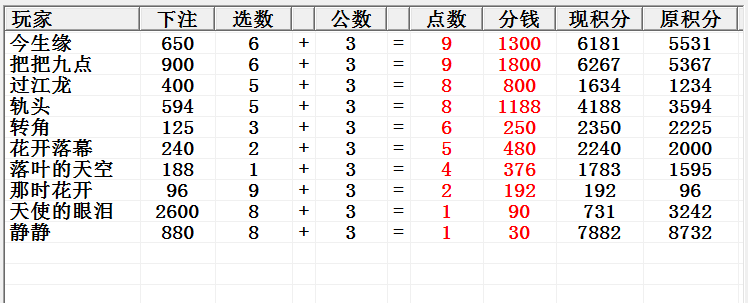 玩家 下注 选数 公数 点数 分钱 现积分 原积分
今生缘 650 6 + 3 = 9 1300 6181 5531
把把九点 900 6 + 3 = 9 1800 6267 5367
过江龙 400 5 + 3 = 8 800 1634 1234
轨头 594 5 + 3 = 8 1188 4188 3594
转角 125 3 + 3 = 6 250 2350 2225
花开落幕 240 2 + 3 = 5 480 2240 2000
落叶的天空 188 1 + 3 = 4 376 1783 1595
那时花开 96 9 + 3 = 2 192 192 96
天使的眼泪 2600 8 + 3 = 1 90 731 3242
静静 880 8 + 3 = 1 30 7882 8732